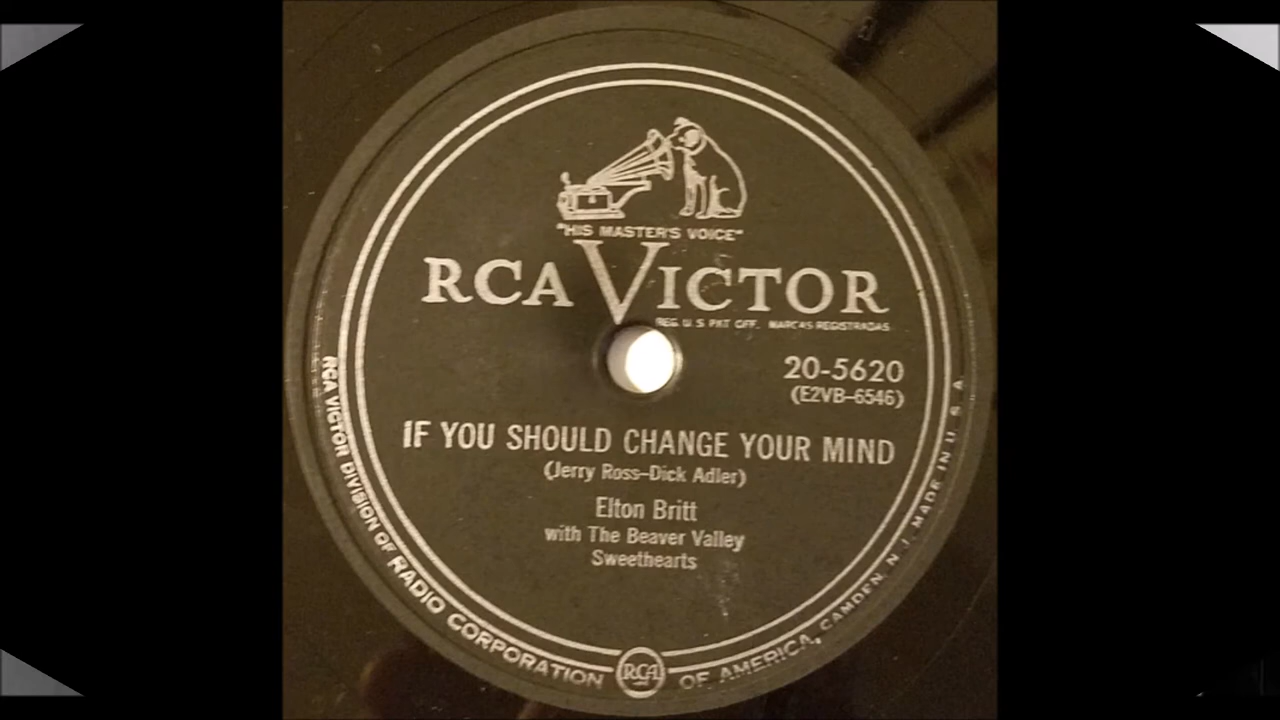 "HIS MASTER'S VOICE"
RCA VICTOR
REG. U.S. PAT. OFF. MARCAS REGISTRADAS
20-5620
(E2VB-6546)
IF YOU SHOULD CHANGE YOUR MIND
(Jerry Ross-Dick Adler)
Elton Britt
with The Beaver Valley
Sweethearts
RCA VICTOR DIVISION OF RADIO CORPORATION RCA OF AMERICA, CAMDEN, N. J. MADE IN U. S. A.